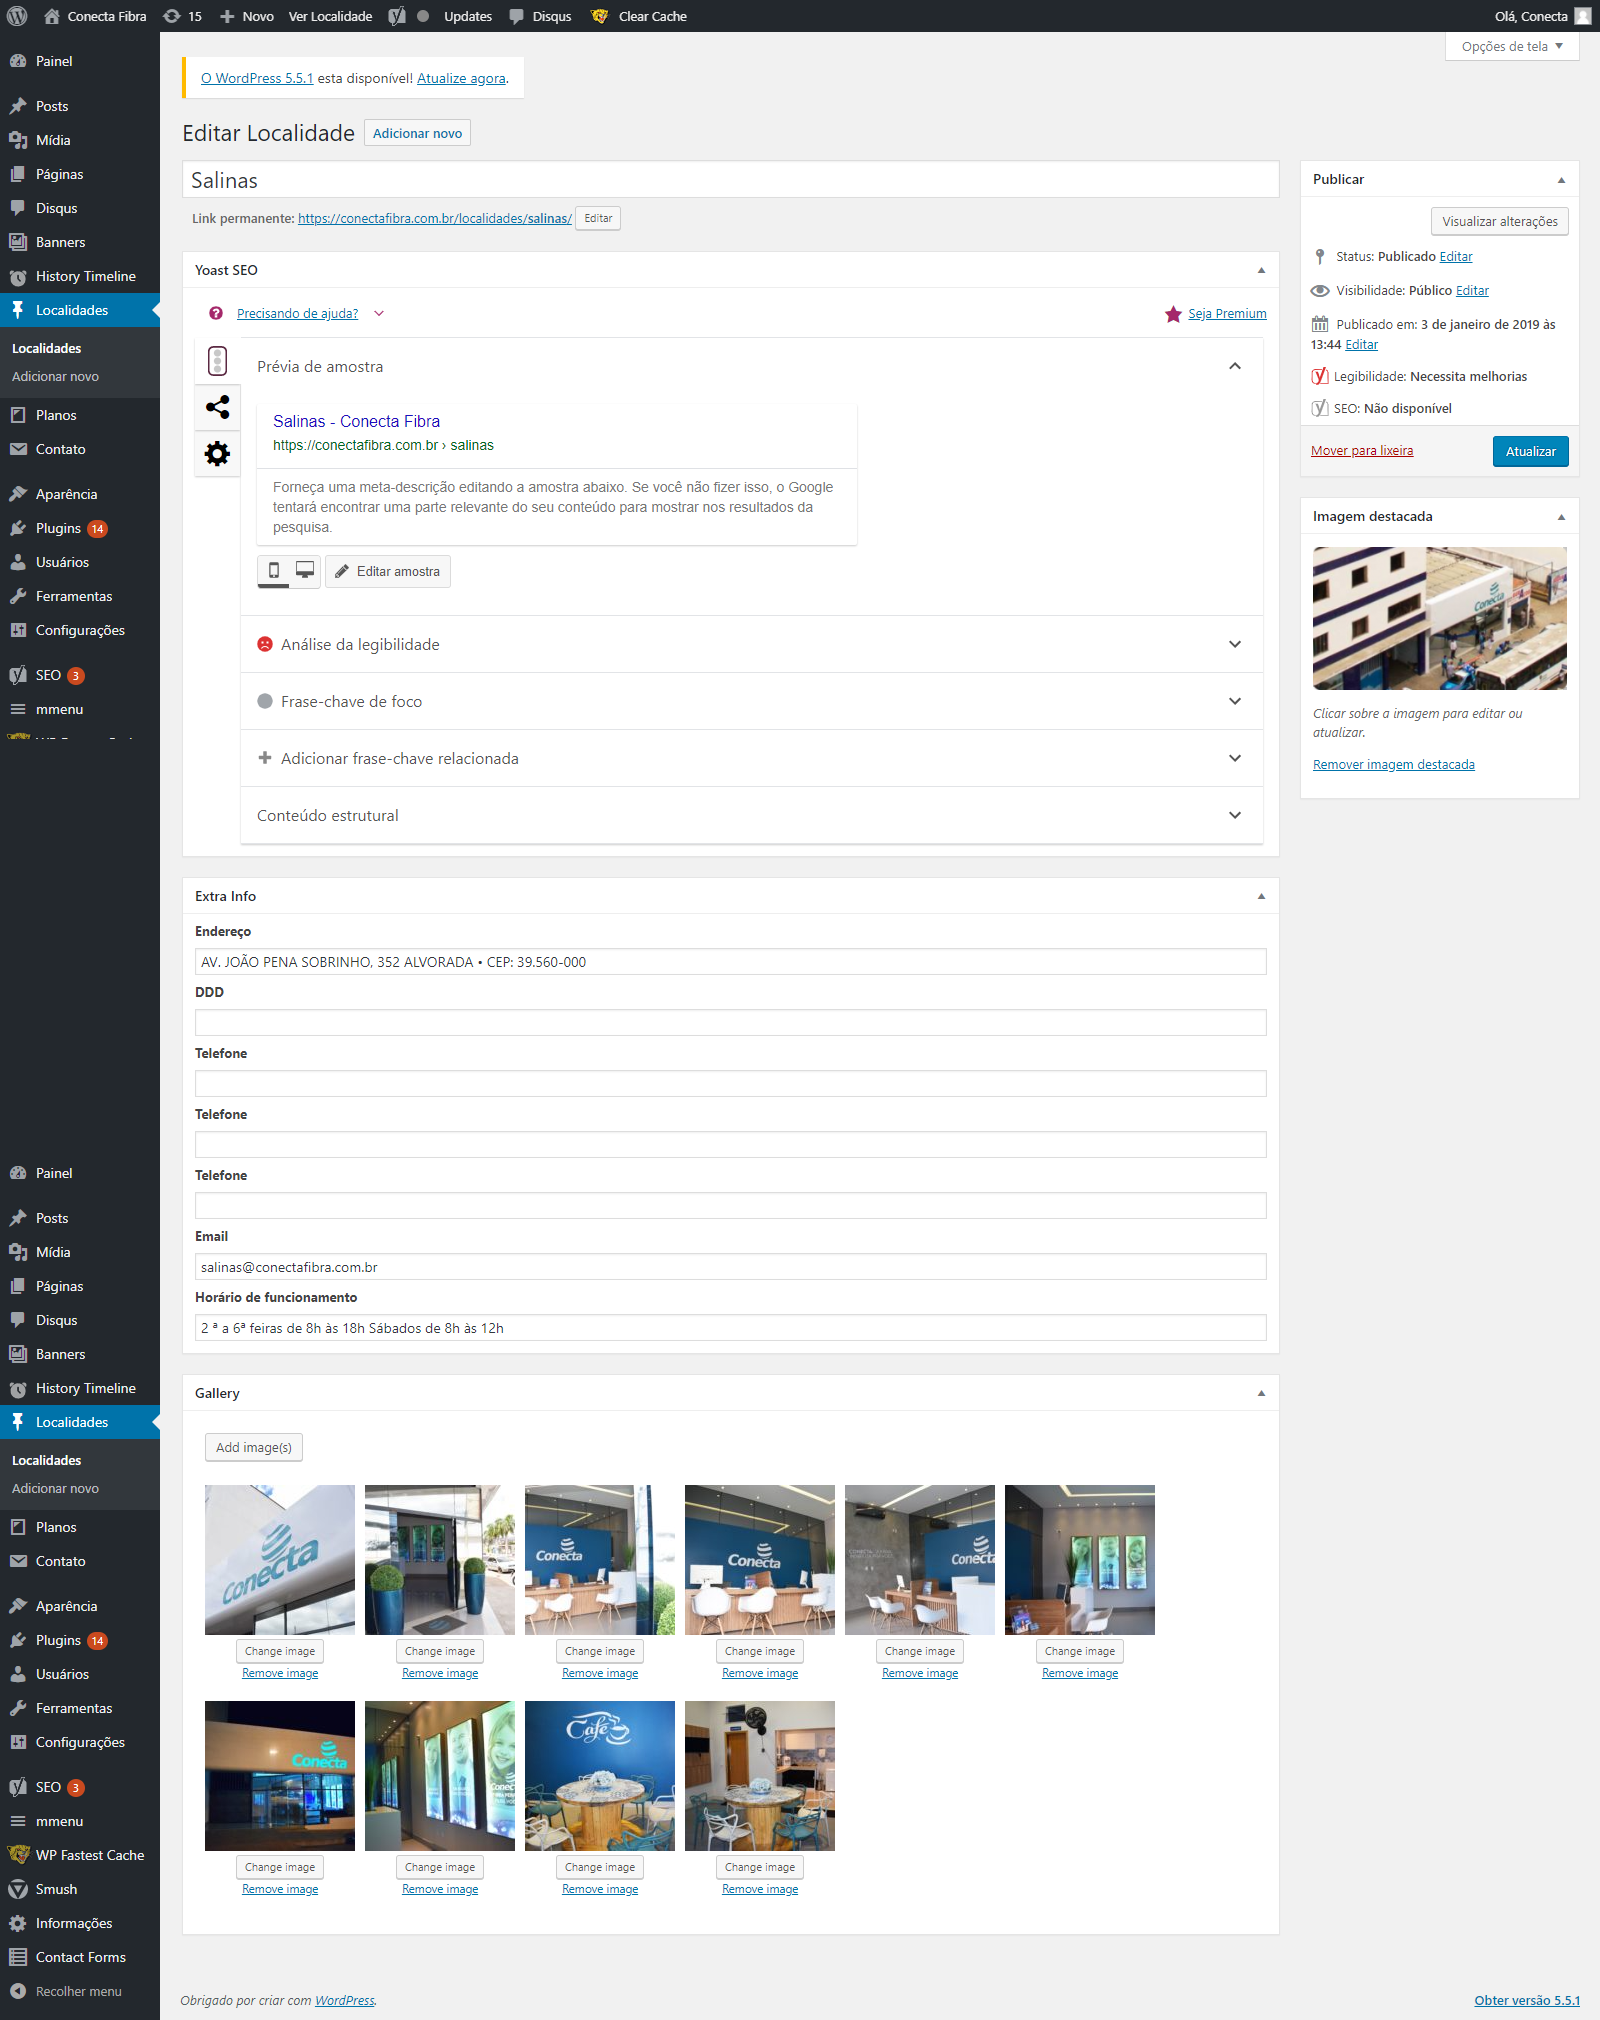 Conecta Fibra
15
Novo
Ver Localidade
Updates
Disqus
Clear Cache
Olá, Conecta
Opções de tela
Painel
Posts
Mídia
Páginas
Disqus
Banners
History Timeline
Localidades
Localidades
Adicionar novo
Planos
Contato
Aparência
Plugins 14
Usuários
Ferramentas
Configurações
SEO 3
mmenu
O WordPress 5.5.1 esta disponível! Atualize agora.
Editar Localidade Adicionar novo
Salinas
Link permanente: https://conectafibra.com.br/localidades/salinas/ Editar
Yoast SEO
Precisando de ajuda?
Seja Premium
Prévia de amostra
Salinas - Conecta Fibra
https://conectafibra.com.br › salinas
Forneça uma meta-descrição editando a amostra abaixo. Se você não fizer isso, o Google
tentará encontrar uma parte relevante do seu conteúdo para mostrar nos resultados da
pesquisa.
Editar amostra
Análise da legibilidade
Frase-chave de foco
Adicionar frase-chave relacionada
Conteúdo estrutural
Publicar
Visualizar alterações
Status: Publicado Editar
Visibilidade: Público Editar
Publicado em: 3 de janeiro de 2019 às
13:44 Editar
Legibilidade: Necessita melhorias
SEO: Não disponível
Mover para lixeira
Atualizar
Imagem destacada
Conecta
Clicar sobre a imagem para editar ou
atualizar.
Remover imagem destacada
Extra Info
Endereço
AV. JOÃO PENA SOBRINHO, 352 ALVORADA • CEP: 39.560-000
DDD
Telefone
Telefone
Telefone
Email
salinas@conectafibra.com.br
Horário de funcionamento
2 ª a 6ª feiras de 8h às 18h Sábados de 8h às 12h
Painel
Posts
Mídia
Páginas
Disqus
Banners
History Timeline
Localidades
Localidades
Adicionar novo
Planos
Contato
Aparência
Plugins 14
Usuários
Ferramentas
Configurações
SEO 3
mmenu
WP Fastest Cache
Smush
Informações
Contact Forms
Recolher menu
Gallery
Add image(s)
Conecta
Conecta
Conecta
Conecta
Change image
Change image
Change image
Change image
Change image
Change image
Remove image
Remove image
Remove image
Remove image
Remove image
Remove image
Conecta
Conecta
Café
Change image
Change image
Change image
Change image
Remove image
Remove image
Remove image
Remove image
Obrigado por criar com WordPress.
Obter versão 5.5.1